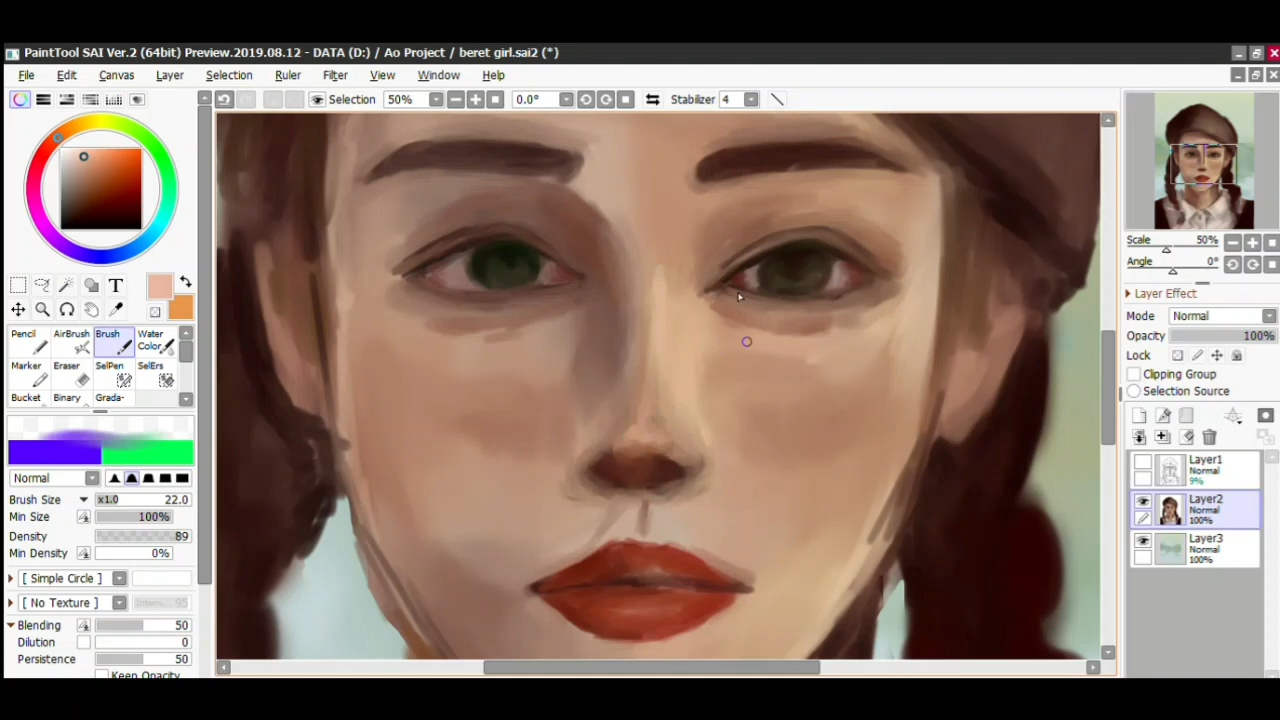 PaintTool SAI Ver.2 (64bit) Preview.2019.08.12 - DATA (D:) / Ao Project / beret girl.sai2 (*)
File Edit Canvas Layer Selection Ruler Filter View Window Help
Selection 50% 0.0° Stabilizer 4
Scale 50%
Angle 0°
Layer Effect
Mode Normal
Opacity 100%
Lock
Clipping Group
Selection Source
T
Pencil AirBrush Brush Water Color
Marker Eraser SelPen SelErs
Bucket Binary Grada-
Normal
Brush Size x1.0 22.0
Min Size 100%
Density 89
Min Density 0%
[ Simple Circle ]
[ No Texture ] 95
Blending 50
Dilution 0
Persistence 50
Keep Opacity
Layer1
Normal
9%
Layer2
Normal
100%
Layer3
Normal
100%